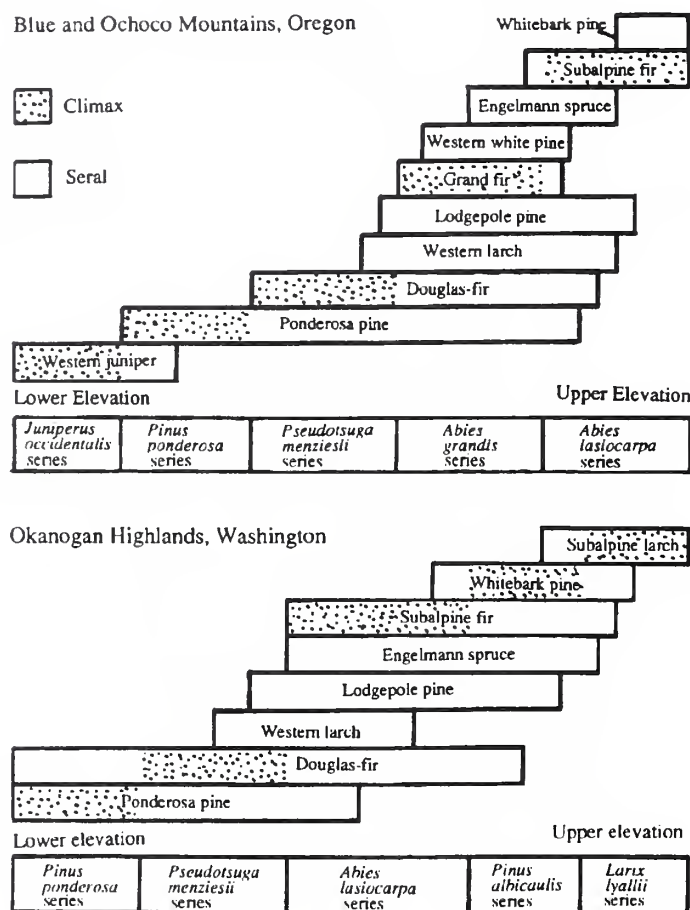 Blue and Ochoco Mountains, Oregon
Climax
Seral
Whitebark pine
Subalpine fir
Engelmann spruce
Western white pine
Grand fir
Lodgepole pine
Western larch
Douglas-fir
Ponderosa pine
Western juniper
Lower Elevation
Upper Elevation
Juniperus
occidentalis
series
Pinus
ponderosa
series
Pseudotsuga
menziesii
series
Abies
grandis
series
Abies
lasiocarpa
series
Okanogan Highlands, Washington
Subalpine larch
Whitebark pine
Subalpine fir
Engelmann spruce
Lodgepole pine
Western larch
Douglas-fir
Ponderosa pine
Lower elevation
Upper elevation
Pinus
ponderosa
series
Pseudotsuga
menziesii
series
Abies
lasiocarpa
series
Pinus
albicaulis
series
Larix
lyallii
series